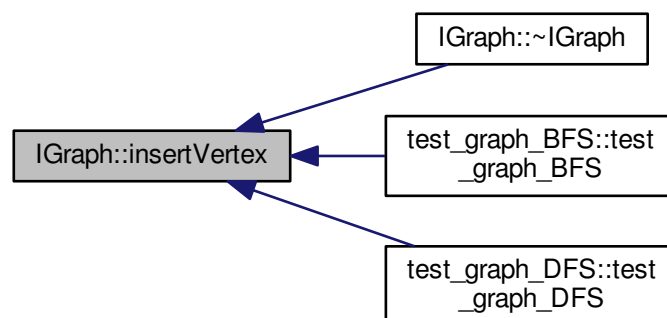 IGraph::~IGraph
IGraph::insertVertex
test_graph_BFS::test
_graph_BFS
test_graph_DFS::test
_graph_DFS